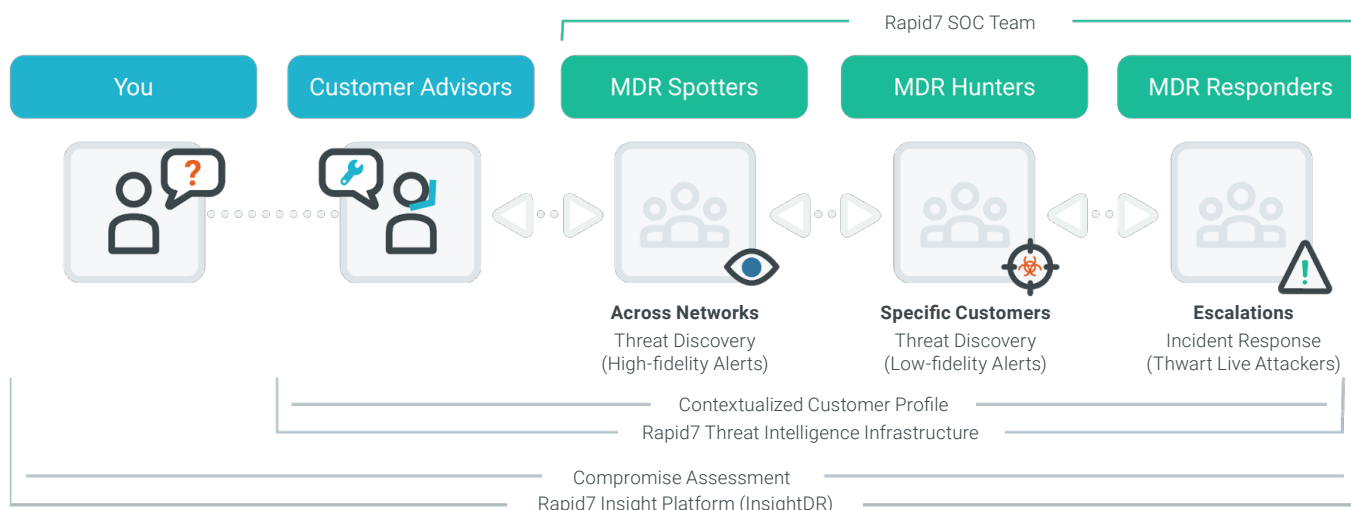 Rapid7 SOC Team
You
Customer Advisors
MDR Spotters
MDR Hunters
MDR Responders
?
!
Across Networks
Threat Discovery
(High-fidelity Alerts)
Specific Customers
Threat Discovery
(Low-fidelity Alerts)
Escalations
Incident Response
(Thwart Live Attackers)
Contextualized Customer Profile
Rapid7 Threat Intelligence Infrastructure
Compromise Assessment
Rapid7 Insight Platform (InsightDR)